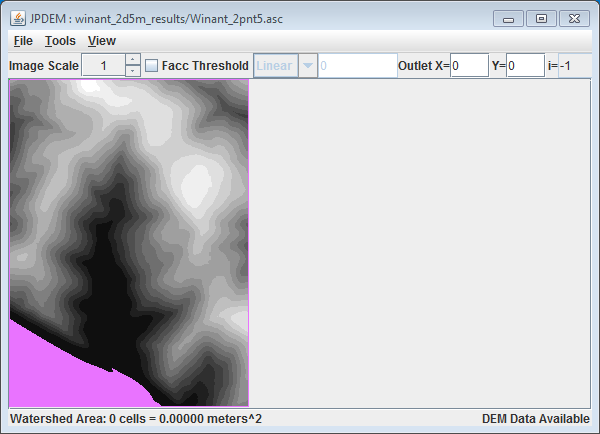 JPDEM : winant_2d5m_results/Winant_2pnt5.asc
File Tools View
Image Scale 1 Facc Threshold Linear 0 Outlet X= 0 Y= 0 i= -1
Watershed Area: 0 cells = 0.00000 meters^2 DEM Data Available